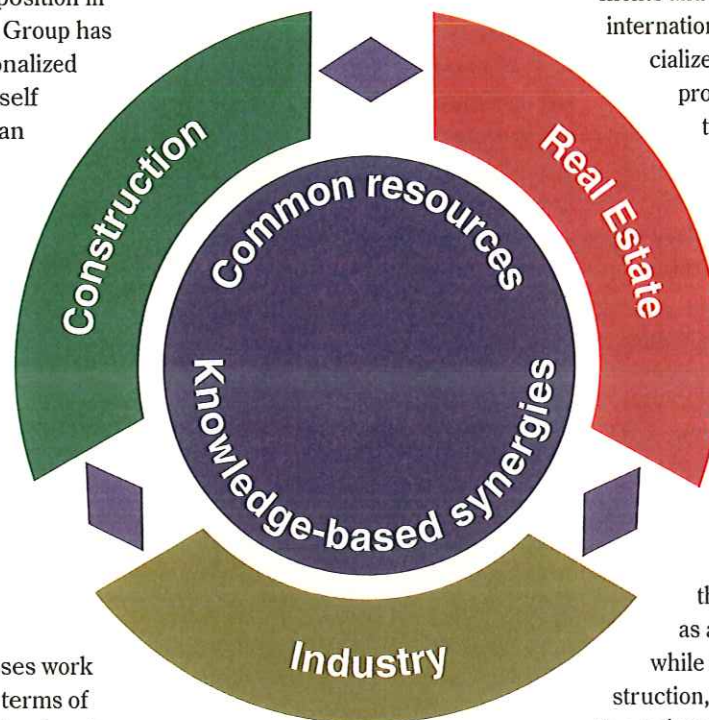 position in
Group has
onalized
self
an
internation
cialize
pro
t
Construction
Real Estate
Common resources
Knowledge-based synergies
Industry
ses work
terms of
th
as a
while
struction,